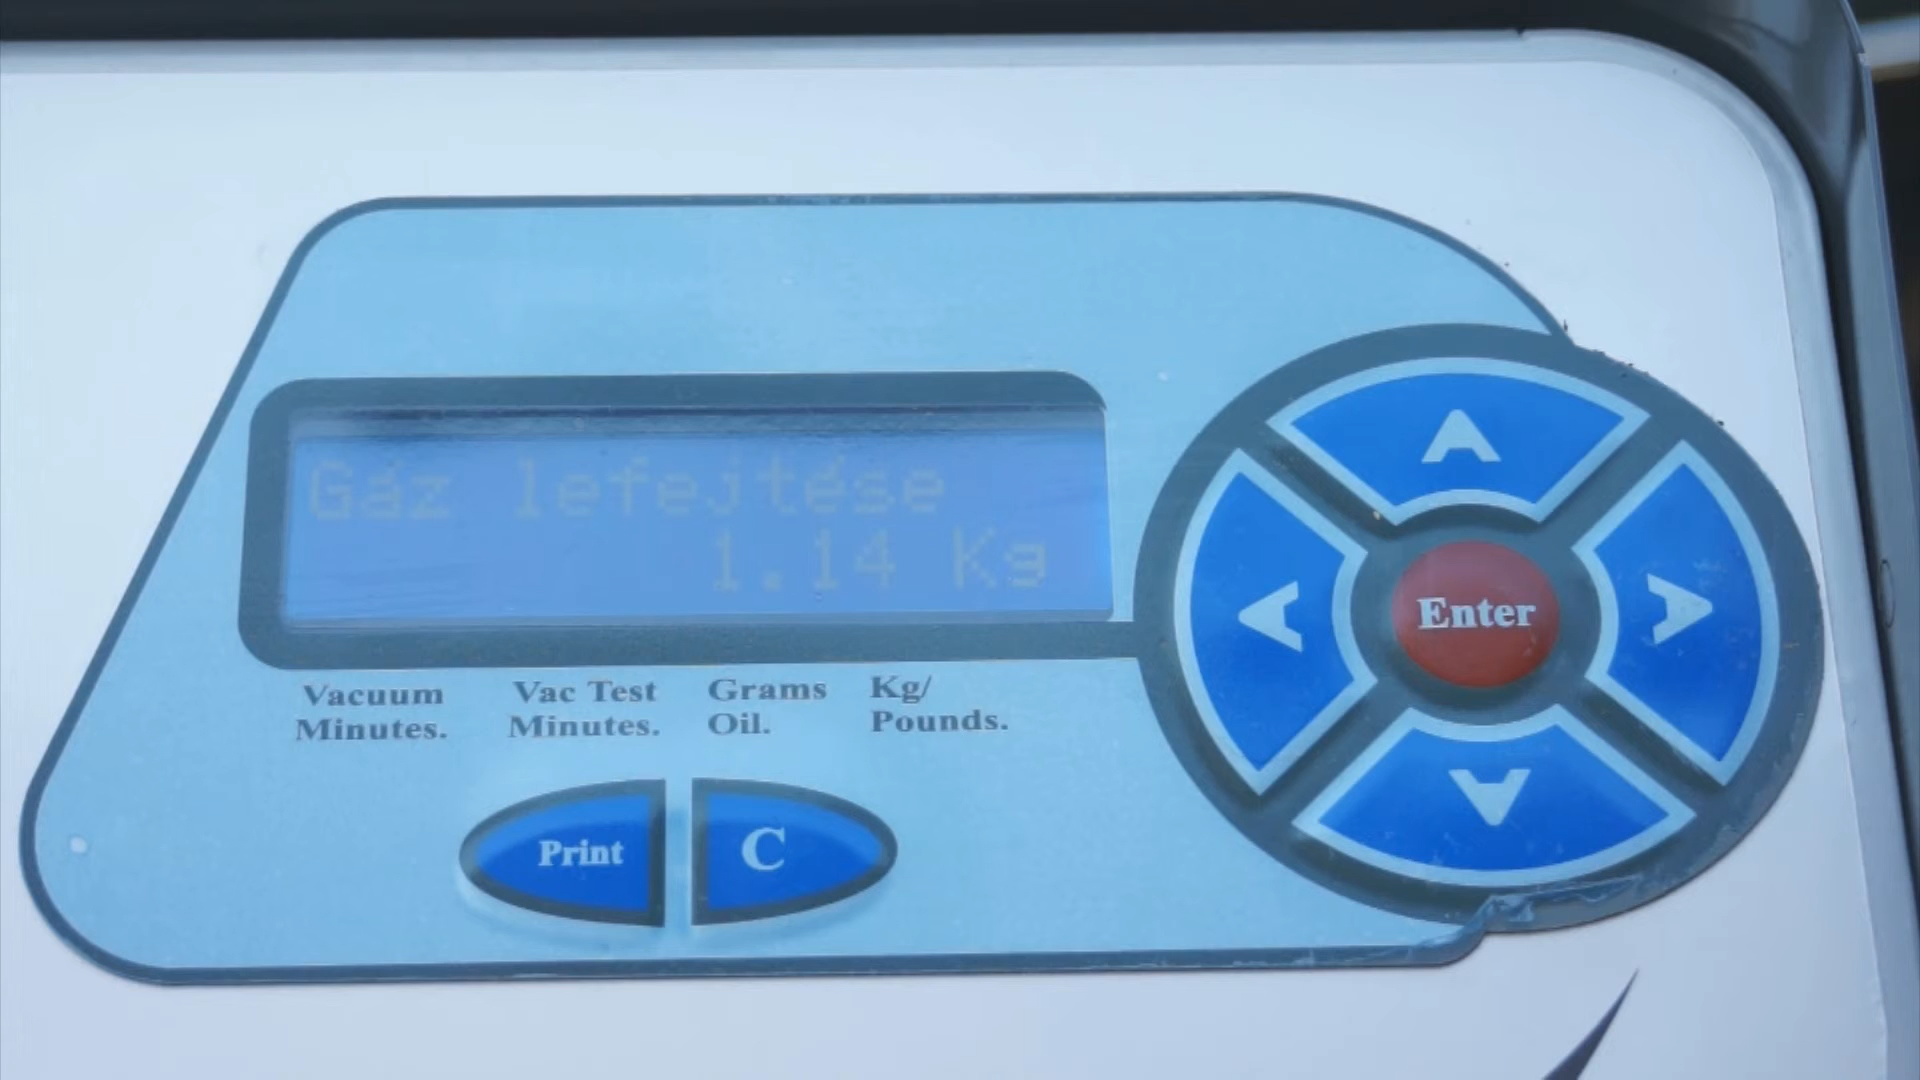 Gáz lefejtése
1.14 Kg
Vacuum Minutes.
Vac Test Minutes.
Grams Oil.
Kg/ Pounds.
Print
C
Enter